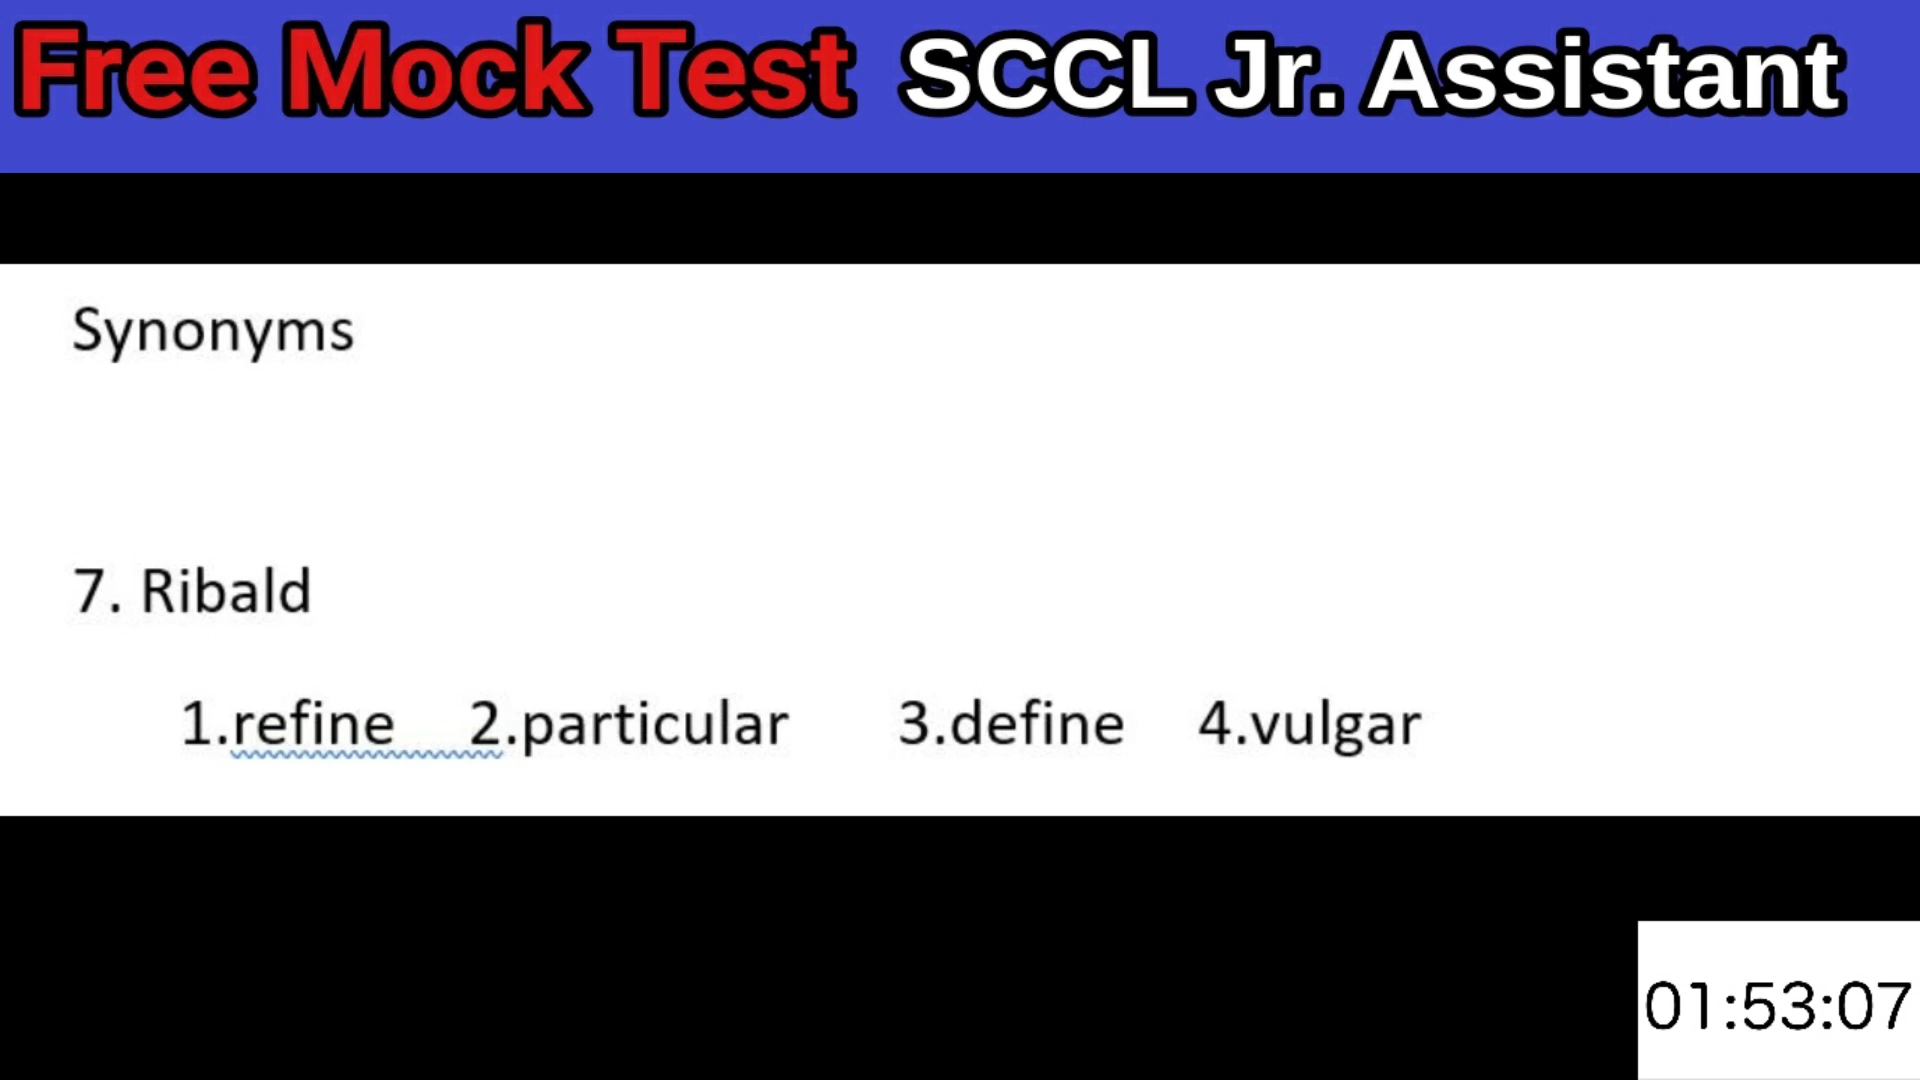 Free Mock Test SCCL Jr. Assistant
Synonyms
7. Ribald
1.refine 2.particular 3.define 4.vulgar
01:53:07